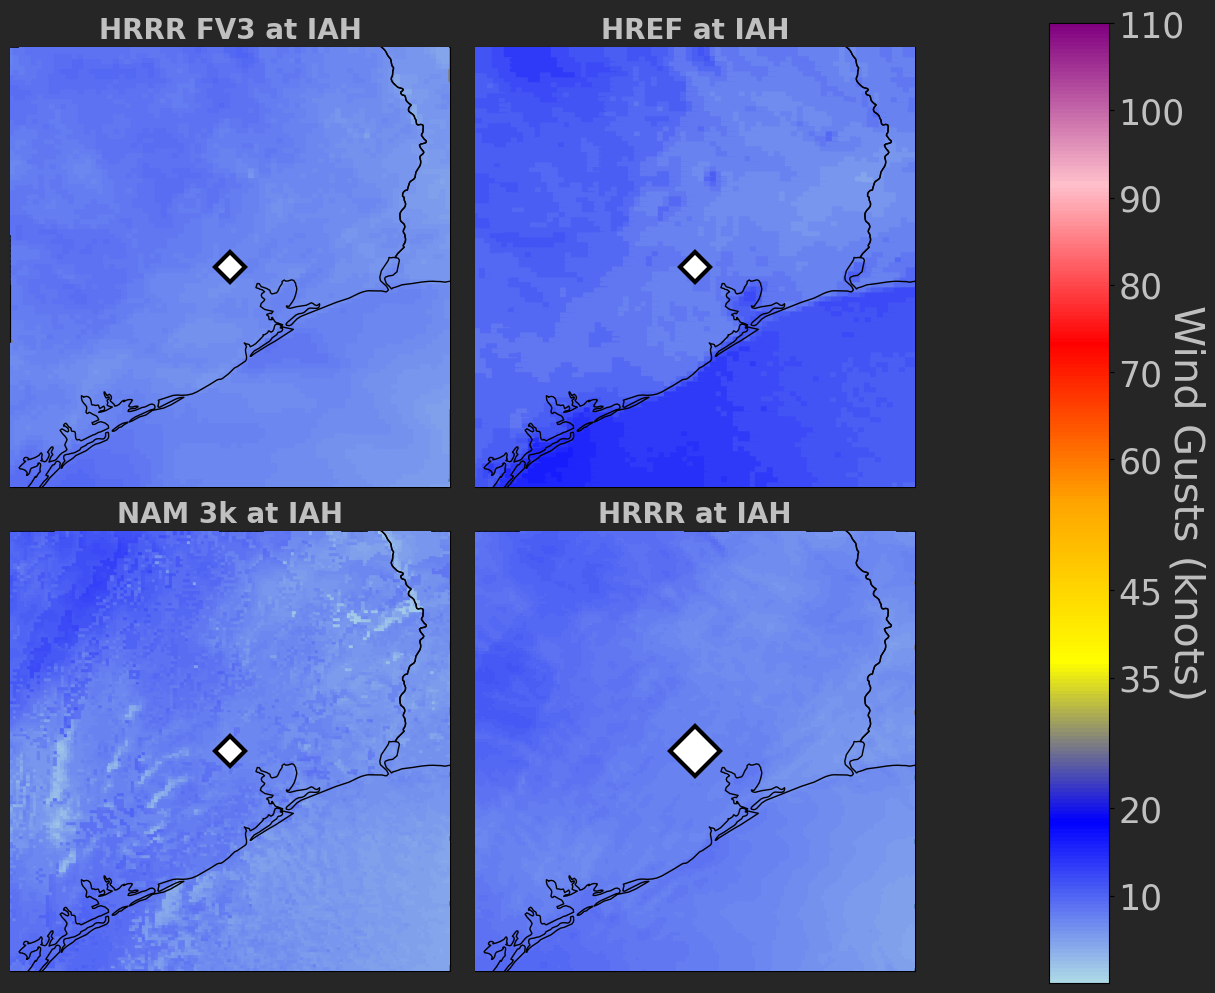 HRRR FV3 at IAH
HREF at IAH
NAM 3k at IAH
HRRR at IAH
110
100
90
80
70
60
45
35
20
10
Wind Gusts (knots)